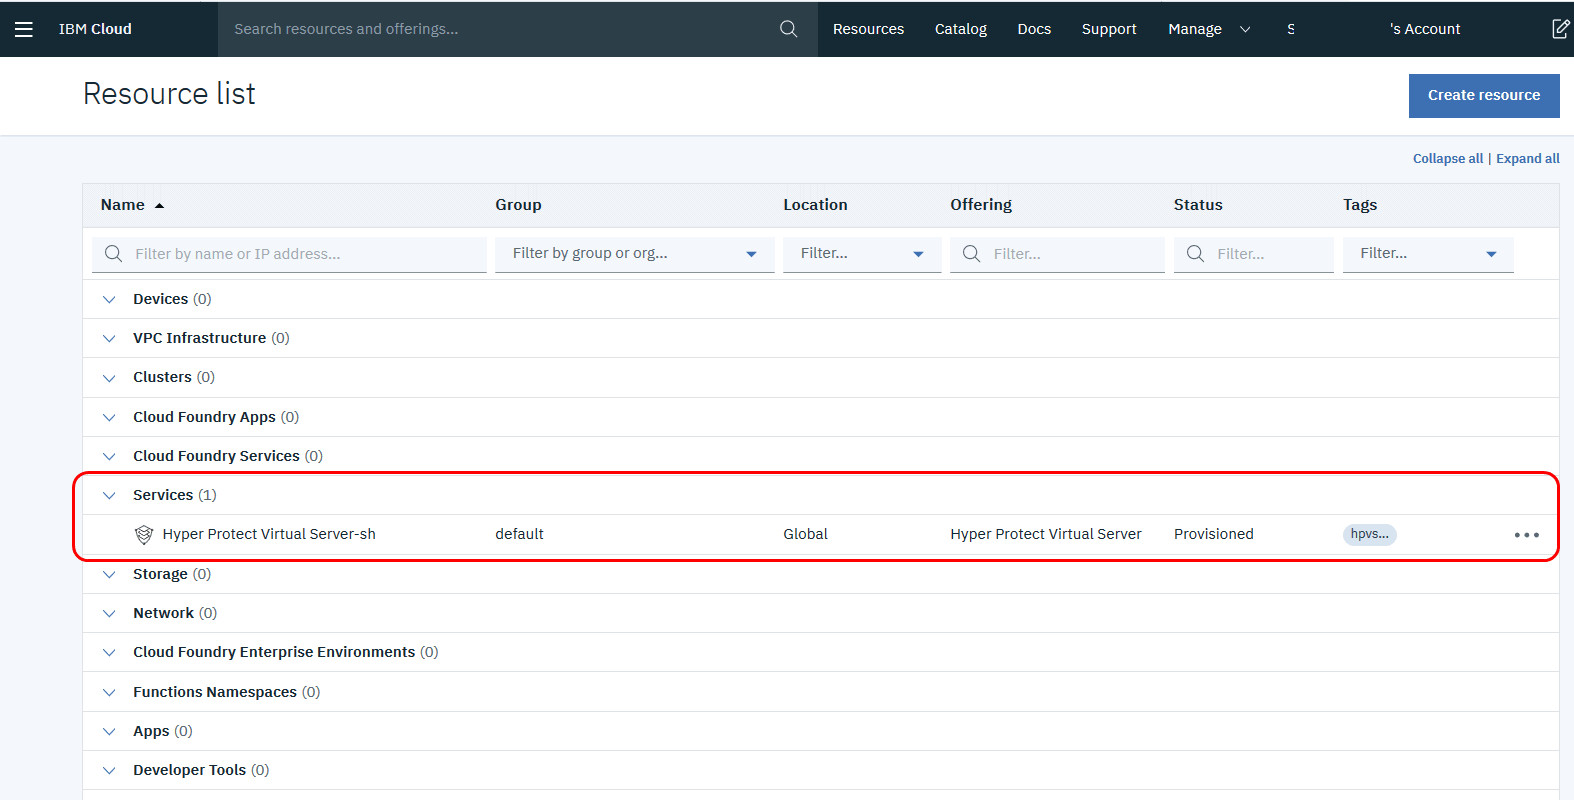 IBM Cloud Search resources and offerings... Resources Catalog Docs Support Manage S 's Account
Resource list
Create resource
Collapse all | Expand all
Name Group Location Offering Status Tags
Filter by name or IP address... Filter by group or org... Filter... Filter... Filter... Filter...
Devices (0)
VPC Infrastructure (0)
Clusters (0)
Cloud Foundry Apps (0)
Cloud Foundry Services (0)
Services (1)
Hyper Protect Virtual Server-sh default Global Hyper Protect Virtual Server Provisioned hpvs...
Storage (0)
Network (0)
Cloud Foundry Enterprise Environments (0)
Functions Namespaces (0)
Apps (0)
Developer Tools (0)